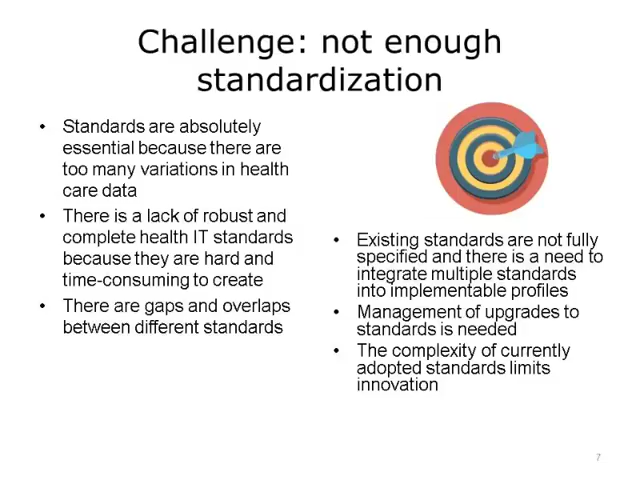 Challenge: not enough
standardization
• Standards are absolutely
essential because there are
too many variations in health
care data
• There is a lack of robust and
complete health IT standards
because they are hard and
time-consuming to create
• There are gaps and overlaps
between different standards
• Existing standards are not fully
specified and there is a need to
integrate multiple standards
into implementable profiles
• Management of upgrades to
standards is needed
• The complexity of currently
adopted standards limits
innovation
7